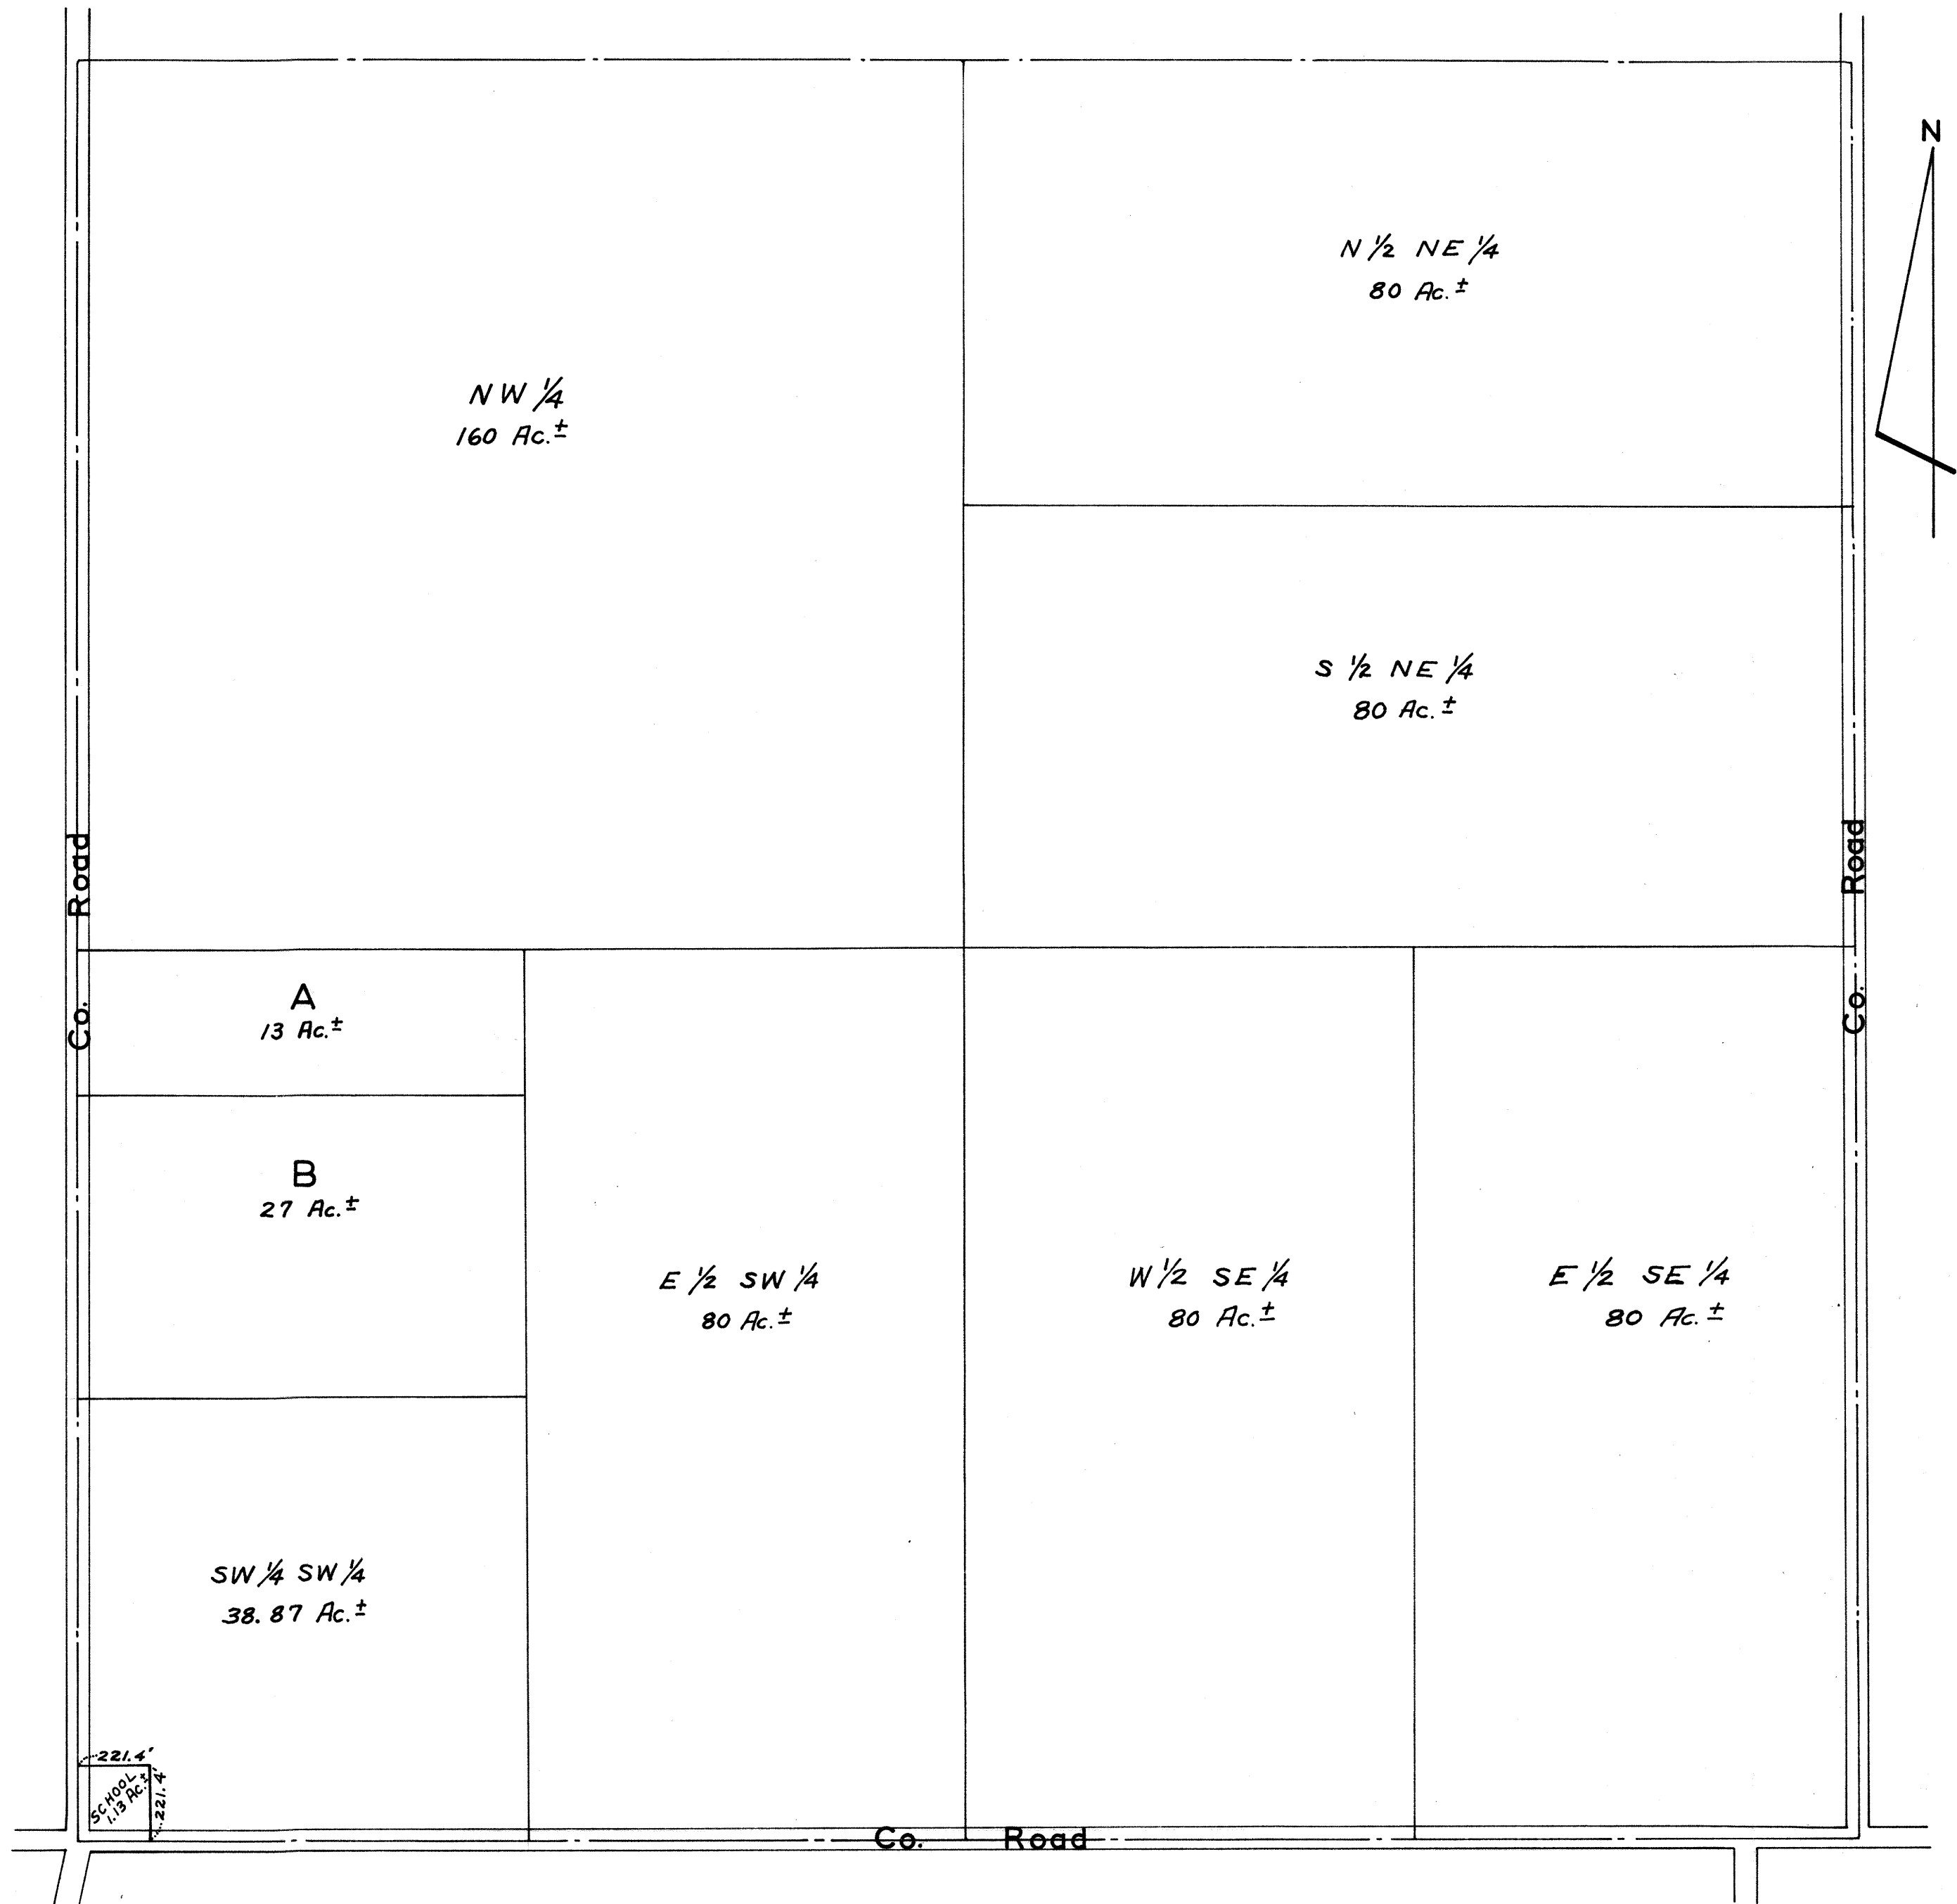 N
N 1/2 NE 1/4
80 Ac.±
NW 1/4
160 Ac.±
S 1/2 NE 1/4
80 Ac.±
Co. Road
Co. Road
A
13 Ac.±
B
27 Ac.±
E 1/2 SW 1/4
80 Ac.±
W 1/2 SE 1/4
80 Ac.±
E 1/2 SE 1/4
80 Ac.±
SW 1/4 SW 1/4
38.87 Ac.±
221.4'
SCHOOL
1.13 AC.±
221.4'
Co. Road